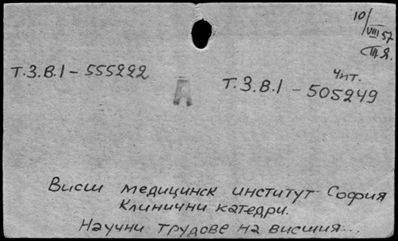 10/VIII 57
Т.З.В.1 - 555222
Чит.
Т.З.В.1 - 505249
Висш медицинск институт София
Клинични катедри.
Научни трудове на висшия...